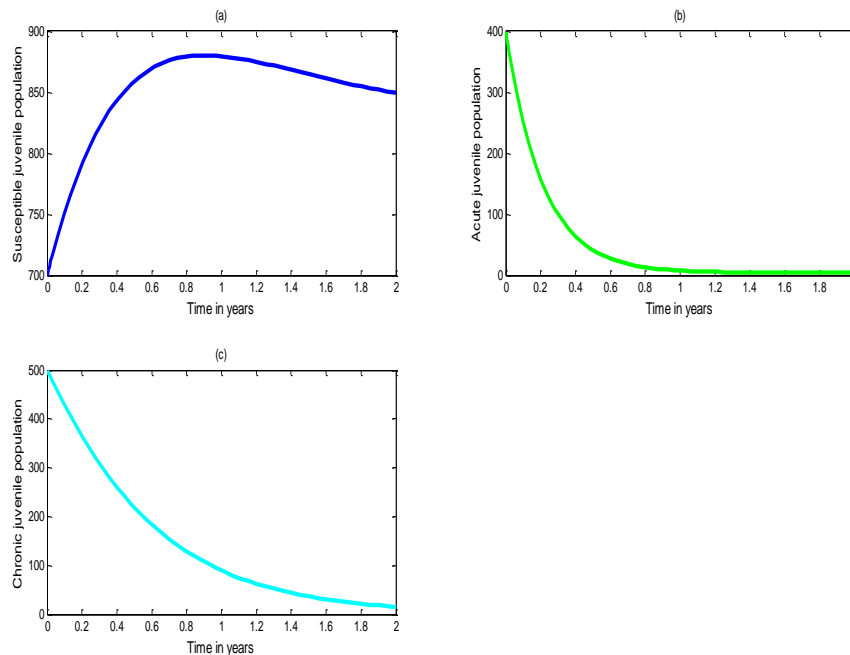 (a)
900
850
800
750
700
0 0.2 0.4 0.6 0.8 1 1.2 1.4 1.6 1.8 2
Susceptible juvenile population
Time in years
(b)
400
300
200
100
0
0 0.2 0.4 0.6 0.8 1 1.2 1.4 1.6 1.8
Acute juvenile population
Time in years
(c)
500
400
300
200
100
0
0 0.2 0.4 0.6 0.8 1 1.2 1.4 1.6 1.8 2
Chronic juvenile population
Time in years